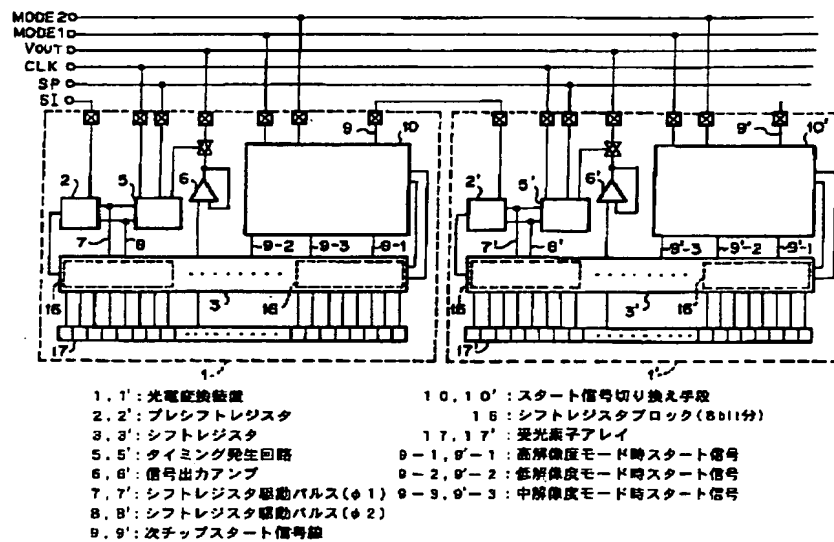 MODE2
MODE1
VOUT
CLK
SP
SI
9 10 9' 10'
2 5 6 2' 5' 6'
7 8 9-2 9-3 9-1 7 8' 9'-3 9'-2 9'-1
16 3 16 16 3' 16'
17 17'
1 1'
1,1':光電変換装置
2,2':プレシフトレジスタ
3,3':シフトレジスタ
5,5':タイミング発生回路
6,6':信号出力アンプ
7,7':シフトレジスタ駆動パルス(φ1)
8,8':シフトレジスタ駆動パルス(φ2)
9,9':次チップスタート信号線
10,10':スタート信号切り換え手段
16:シフトレジスタブロック(8bit分)
17,17':受光素子アレイ
9-1,9'-1:高解像度モード時スタート信号
9-2,9'-2:低解像度モード時スタート信号
9-3,9'-3:中解像度モード時スタート信号